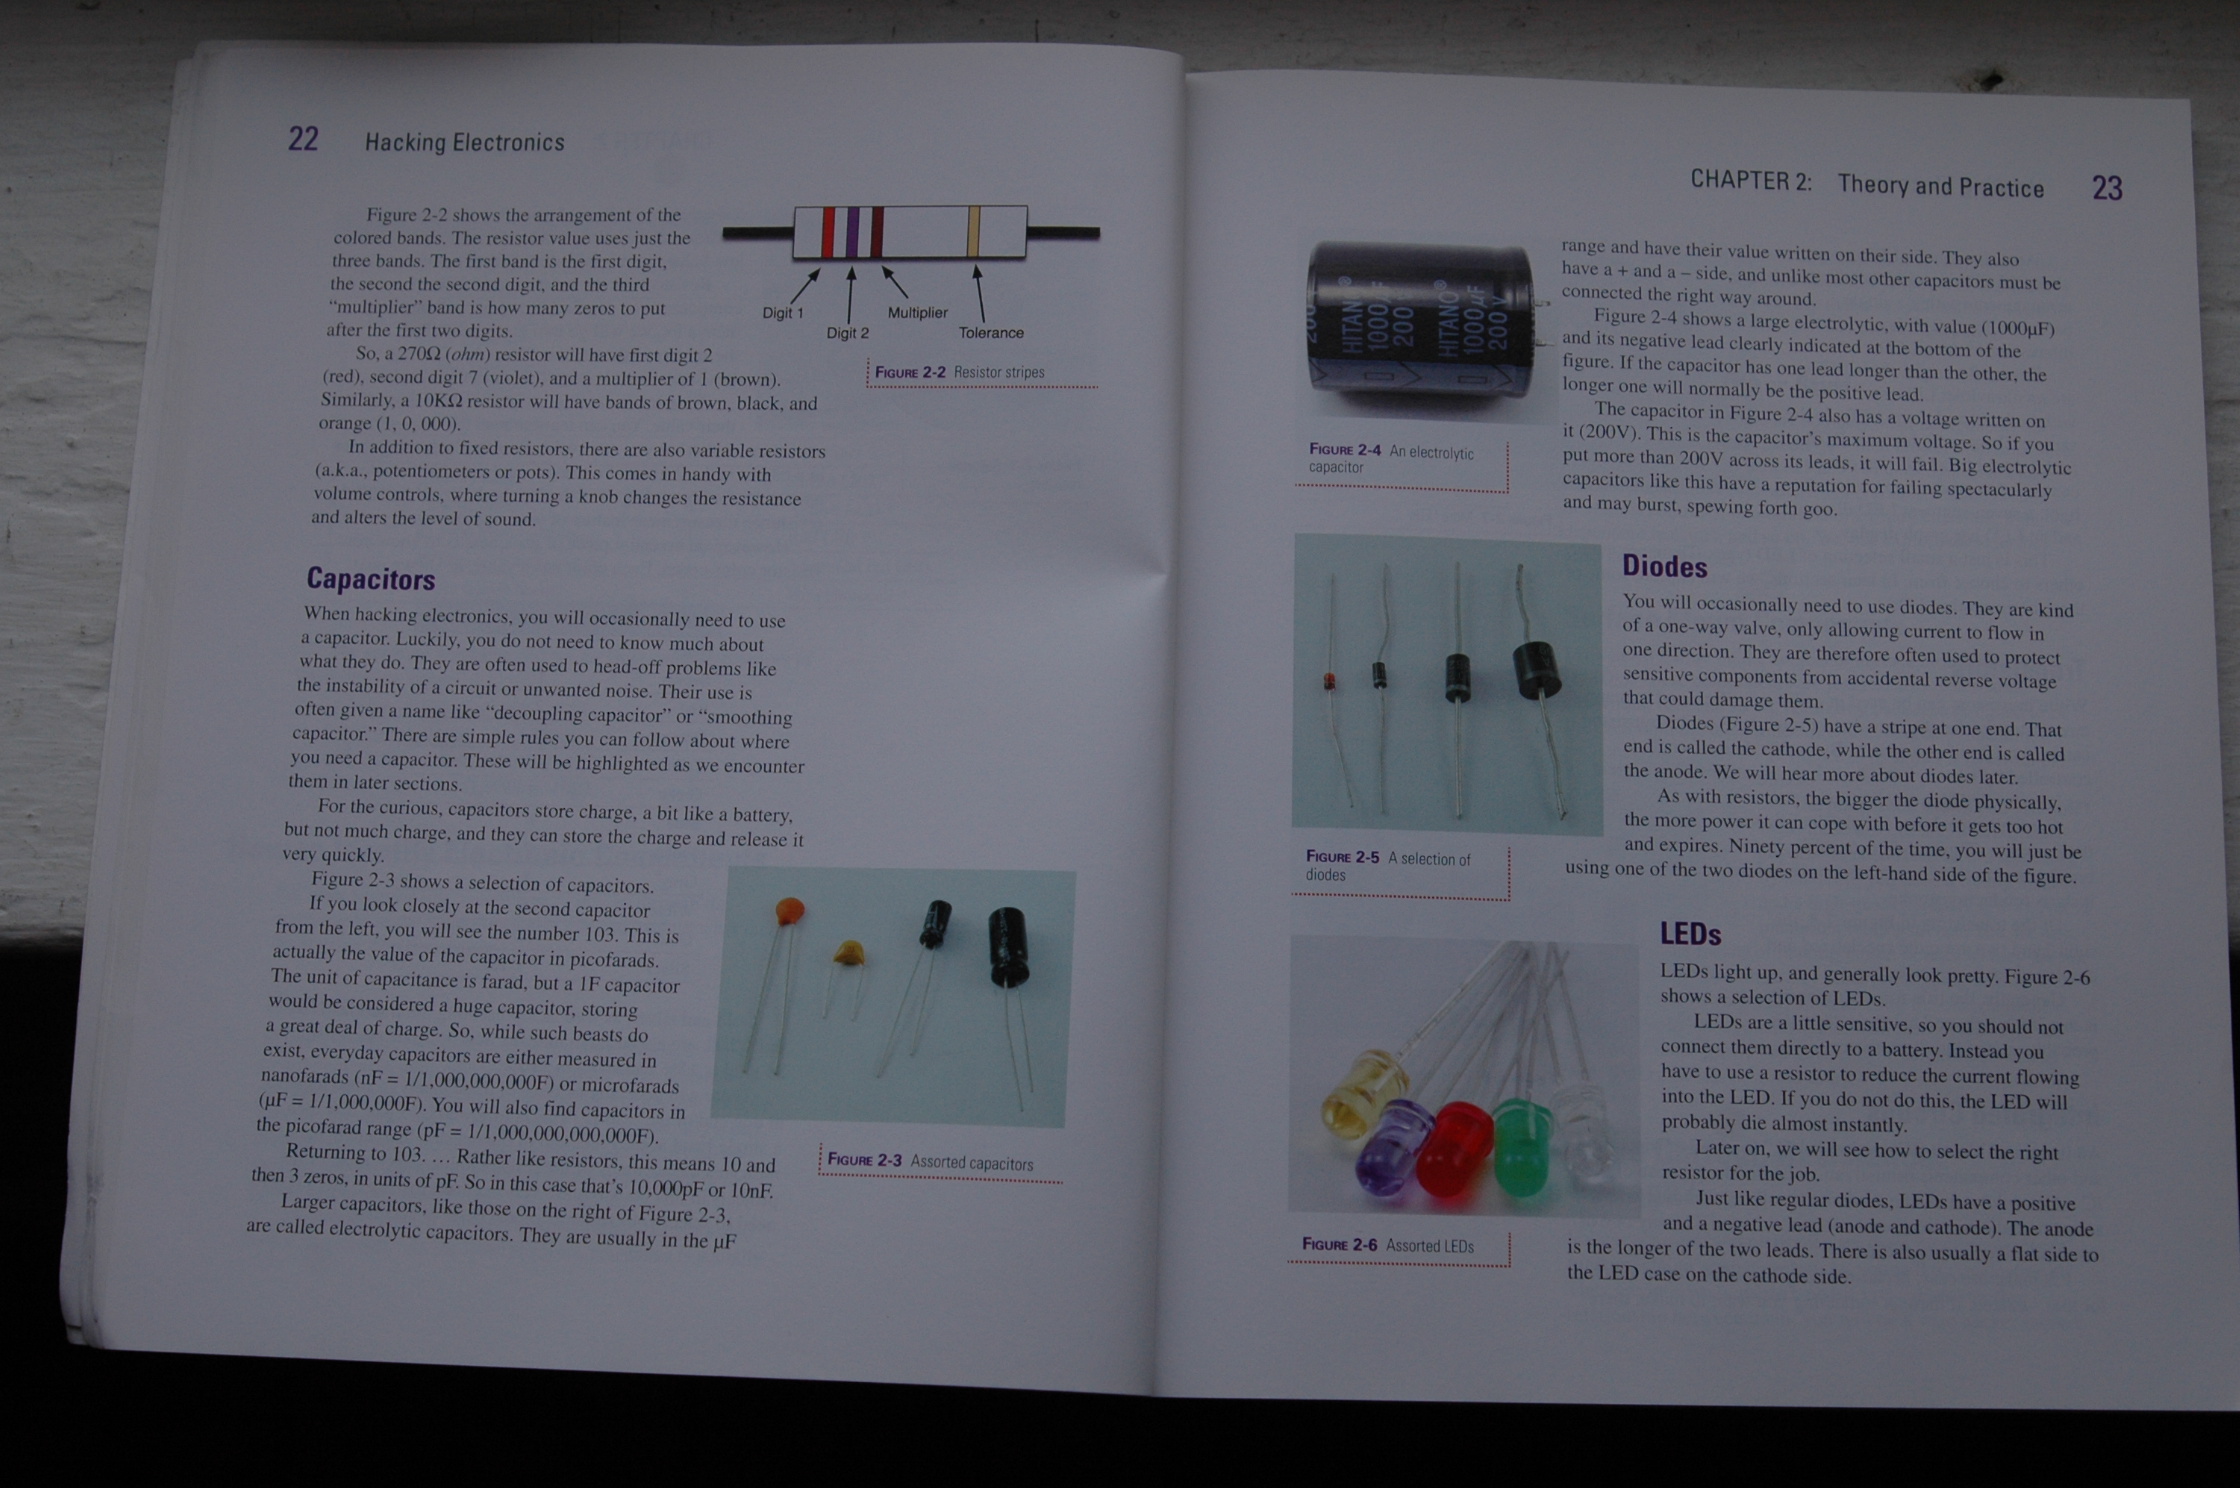 22 Hacking Electronics
Figure 2-2 shows the arrangement of the
colored bands. The resistor value uses just the
three bands. The first band is the first digit,
the second the second digit, and the third
“multiplier” band is how many zeros to put
after the first two digits.
So, a 270Ω (ohm) resistor will have first digit 2
(red), second digit 7 (violet), and a multiplier of 1 (brown).
Similarly, a 10KΩ resistor will have bands of brown, black, and
orange (1, 0, 000).
In addition to fixed resistors, there are also variable resistors
(a.k.a., potentiometers or pots). This comes in handy with
volume controls, where turning a knob changes the resistance
and alters the level of sound.
Digit 1
Digit 2
Multiplier
Tolerance
FIGURE 2-2 Resistor stripes
Capacitors
When hacking electronics, you will occasionally need to use
a capacitor. Luckily, you do not need to know much about
what they do. They are often used to head-off problems like
the instability of a circuit or unwanted noise. Their use is
often given a name like “decoupling capacitor” or “smoothing
capacitor.” There are simple rules you can follow about where
you need a capacitor. These will be highlighted as we encounter
them in later sections.
For the curious, capacitors store charge, a bit like a battery,
but not much charge, and they can store the charge and release it
very quickly.
Figure 2-3 shows a selection of capacitors.
If you look closely at the second capacitor
from the left, you will see the number 103. This is
actually the value of the capacitor in picofarads.
The unit of capacitance is farad, but a 1F capacitor
would be considered a huge capacitor, storing
a great deal of charge. So, while such beasts do
exist, everyday capacitors are either measured in
nanofarads (nF = 1/1,000,000,000F) or microfarads
(μF = 1/1,000,000F). You will also find capacitors in
the picofarad range (pF = 1/1,000,000,000,000F).
Returning to 103. … Rather like resistors, this means 10 and
then 3 zeros, in units of pF. So in this case that’s 10,000pF or 10nF.
Larger capacitors, like those on the right of Figure 2-3,
are called electrolytic capacitors. They are usually in the μF
FIGURE 2-3 Assorted capacitors
CHAPTER 2: Theory and Practice 23
HITANO®
1000μF
200V
HITANO®
1000μF
200V
FIGURE 2-4 An electrolytic
capacitor
range and have their value written on their side. They also
have a + and a – side, and unlike most other capacitors must be
connected the right way around.
Figure 2-4 shows a large electrolytic, with value (1000μF)
and its negative lead clearly indicated at the bottom of the
figure. If the capacitor has one lead longer than the other, the
longer one will normally be the positive lead.
The capacitor in Figure 2-4 also has a voltage written on
it (200V). This is the capacitor’s maximum voltage. So if you
put more than 200V across its leads, it will fail. Big electrolytic
capacitors like this have a reputation for failing spectacularly
and may burst, spewing forth goo.
Diodes
You will occasionally need to use diodes. They are kind
of a one-way valve, only allowing current to flow in
one direction. They are therefore often used to protect
sensitive components from accidental reverse voltage
that could damage them.
Diodes (Figure 2-5) have a stripe at one end. That
end is called the cathode, while the other end is called
the anode. We will hear more about diodes later.
As with resistors, the bigger the diode physically,
the more power it can cope with before it gets too hot
and expires. Ninety percent of the time, you will just be
using one of the two diodes on the left-hand side of the figure.
FIGURE 2-5 A selection of
diodes
LEDs
LEDs light up, and generally look pretty. Figure 2-6
shows a selection of LEDs.
LEDs are a little sensitive, so you should not
connect them directly to a battery. Instead you
have to use a resistor to reduce the current flowing
into the LED. If you do not do this, the LED will
probably die almost instantly.
Later on, we will see how to select the right
resistor for the job.
Just like regular diodes, LEDs have a positive
and a negative lead (anode and cathode). The anode
is the longer of the two leads. There is also usually a flat side to
the LED case on the cathode side.
FIGURE 2-6 Assorted LEDs